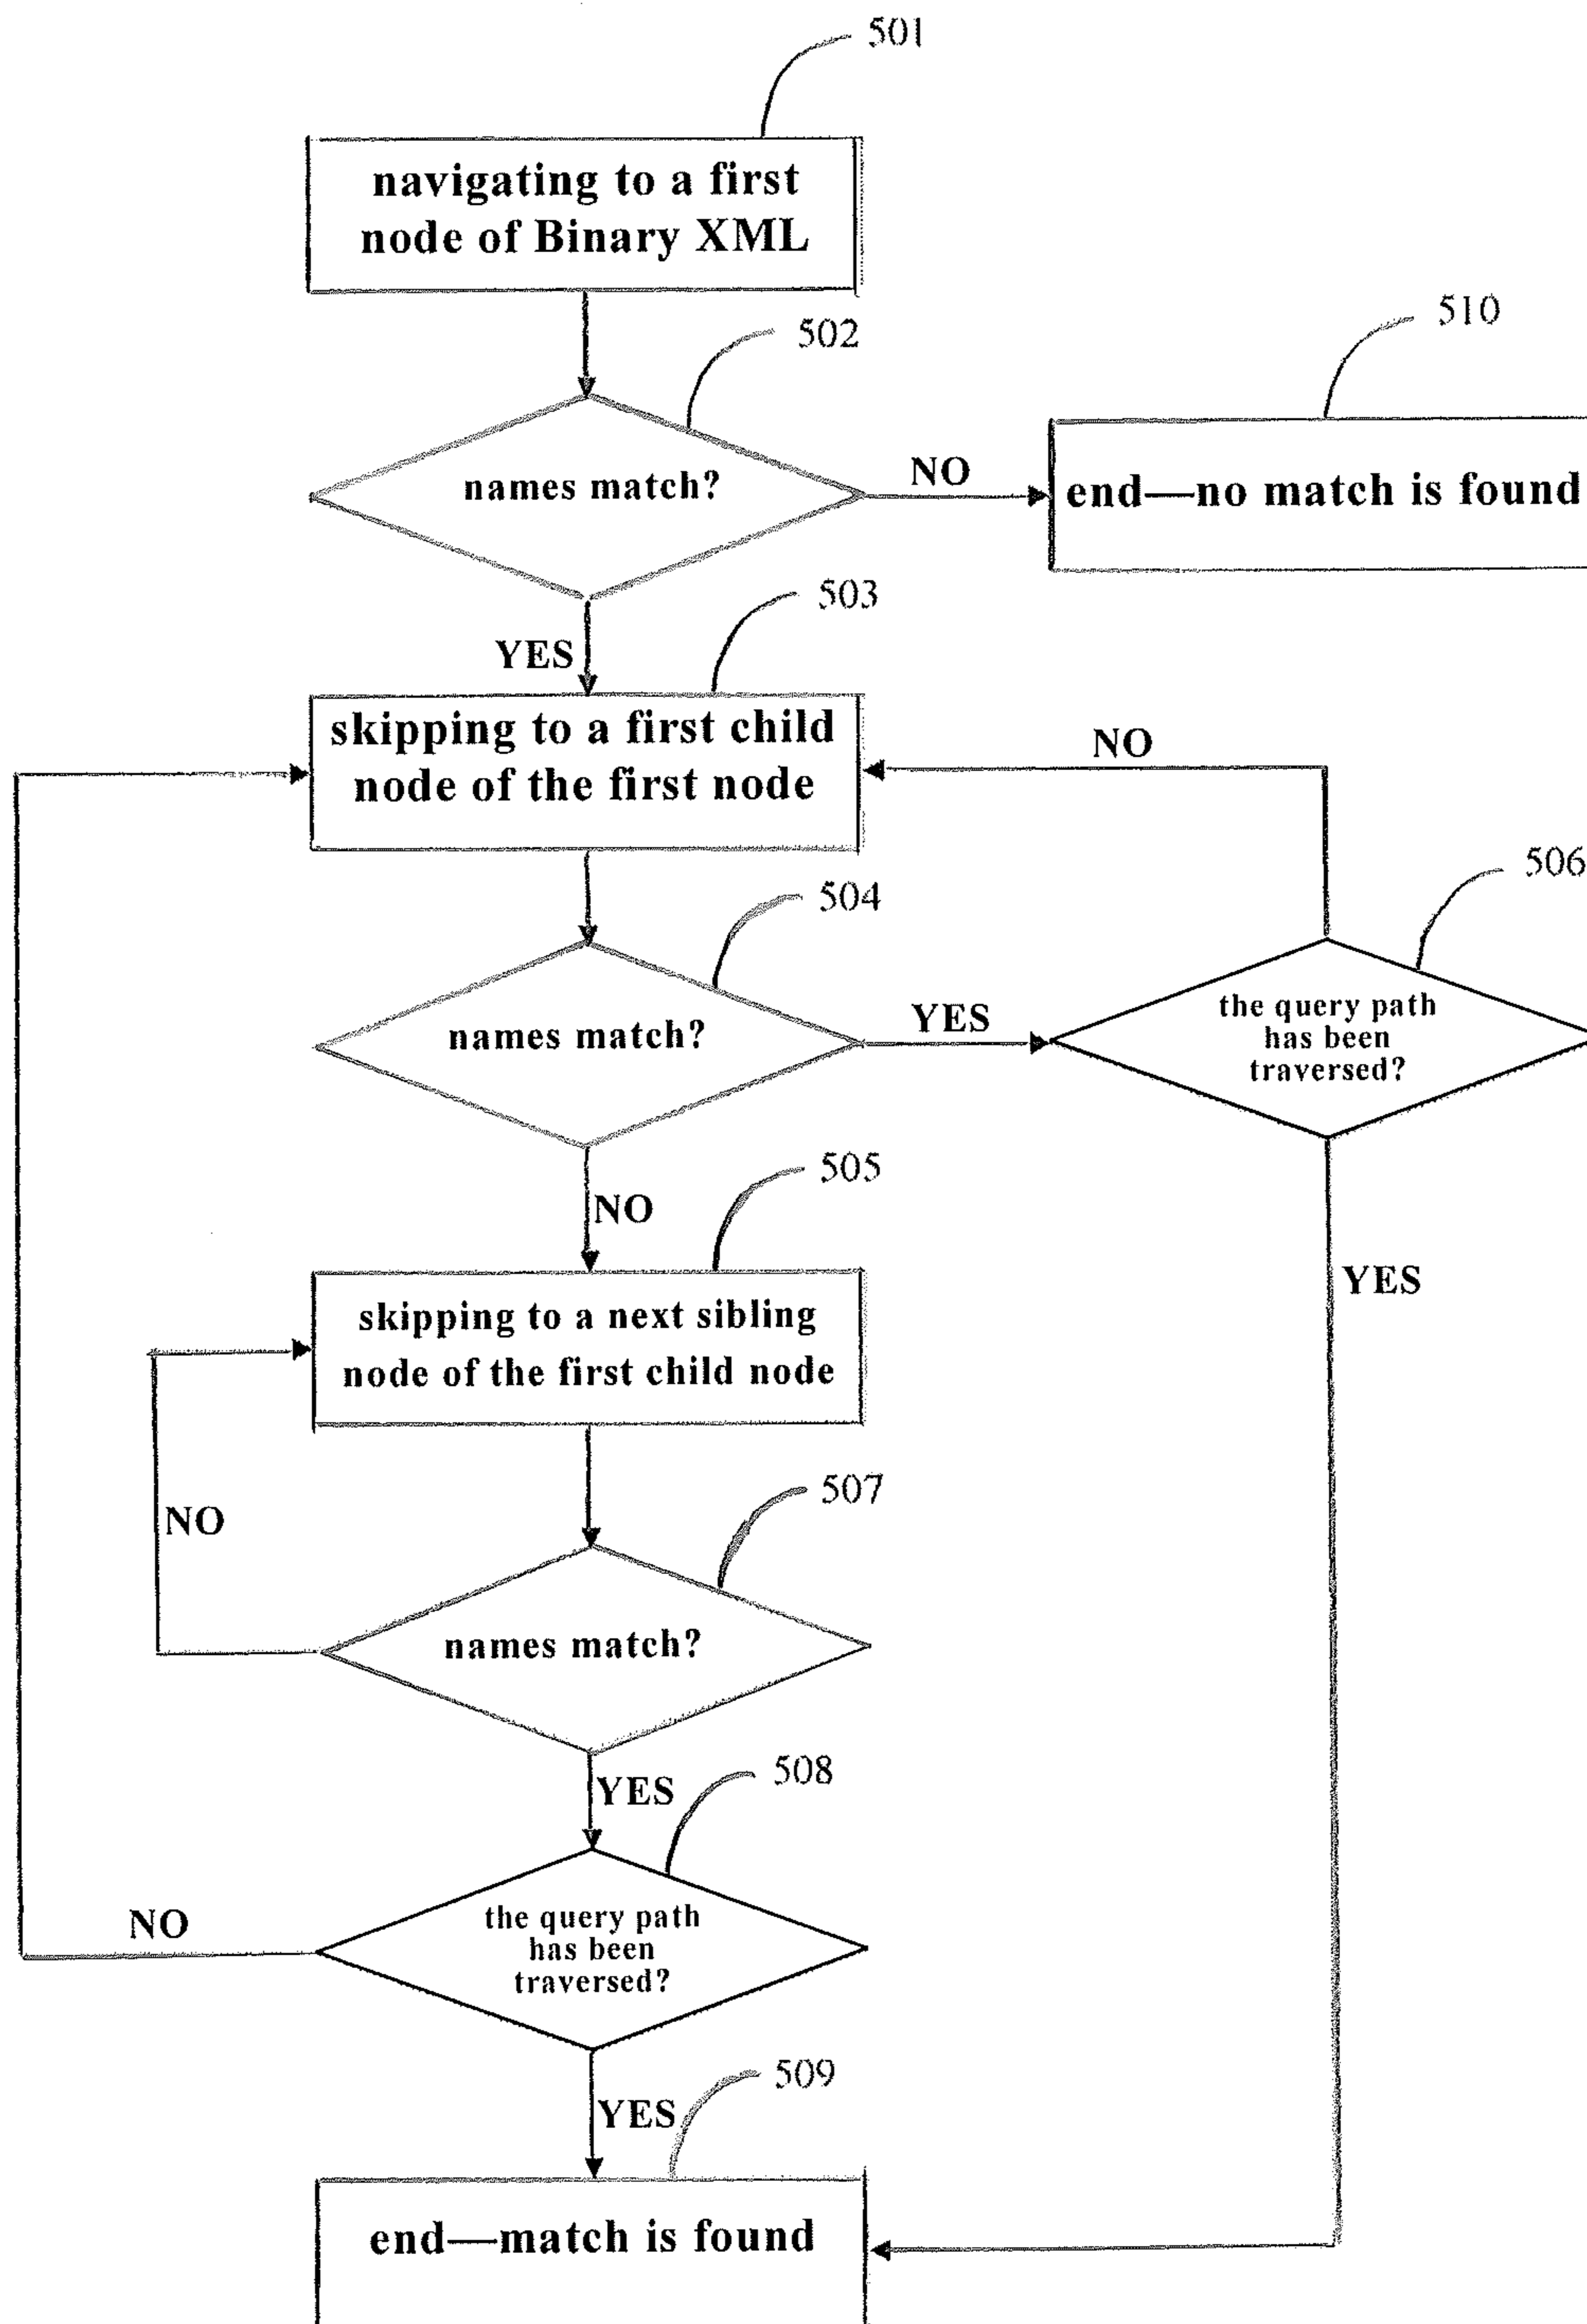 501
navigating to a first
node of Binary XML
502
510
names match?
NO
end—no match is found
503
YES
skipping to a first child
node of the first node
NO
506
504
names match?
YES
the query path
has been
traversed?
505
NO
YES
skipping to a next sibling
node of the first child node
507
NO
names match?
508
YES
NO
the query path
has been
traversed?
509
YES
end—match is found